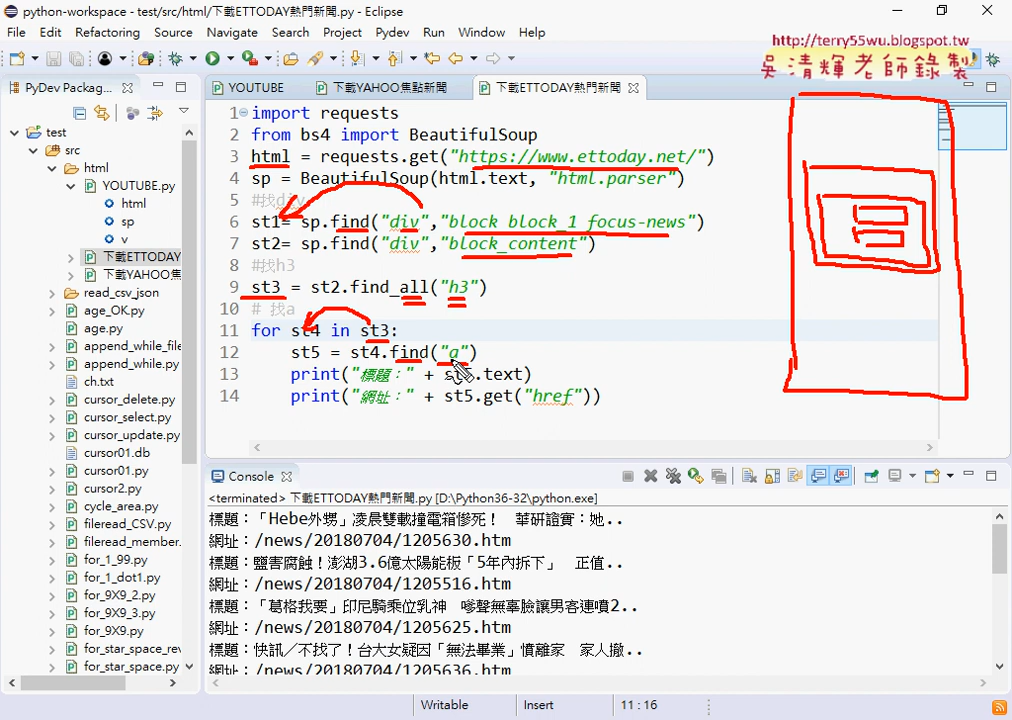 python-workspace - test/src/html/下載ETTODAY熱門新聞.py - Eclipse
File Edit Refactoring Source Navigate Search Project Pydev Run Window Help
http://terry55wu.blogspot.tw
吳清輝老師錄製
PyDev Packag...
YOUTUBE
下載YAHOO焦點新聞
下載ETTODAY熱門新聞
test
src
html
YOUTUBE.py
html
sp
v
下載ETTODAY
下載YAHOO焦
read_csv_json
age_OK.py
age.py
append_while_file
append_while.py
ch.txt
cursor_delete.py
cursor_select.py
cursor_update.py
cursor01.db
cursor01.py
cursor2.py
cycle_area.py
fileread_CSV.py
fileread_member.
for_1_99.py
for_1_dot1.py
for_9X9_2.py
for_9X9_3.py
for_9X9.py
for_star_space_rev
for_star_space.py
1 import requests
2 from bs4 import BeautifulSoup
3 html = requests.get("https://www.ettoday.net/")
4 sp = BeautifulSoup(html.text, "html.parser")
5 #找div
6 st1= sp.find("div","block block_1 focus-news")
7 st2= sp.find("div","block_content")
8 #找h3
9 st3 = st2.find_all("h3")
10 # 找a
11 for st4 in st3:
12 st5 = st4.find("a")
13 print("標題：" + st5.text)
14 print("網址：" + st5.get("href"))
Console
<terminated> 下載ETTODAY熱門新聞.py [D:\Python36-32\python.exe]
標題：「Hebe外甥」凌晨雙載撞電箱慘死！ 華研證實：她..
網址：/news/20180704/1205630.htm
標題：鹽害腐蝕！澎湖3.6億太陽能板「5年內拆下」 正值..
網址：/news/20180704/1205516.htm
標題：「葛格我要」印尼騎乘位乳神 嗲聲無辜臉讓男客連噴2..
網址：/news/20180704/1205625.htm
標題：快訊／不找了！台大女疑因「無法畢業」憤離家 家人撤..
網址：/news/20180704/1205636.htm
Writable Insert 11 : 16